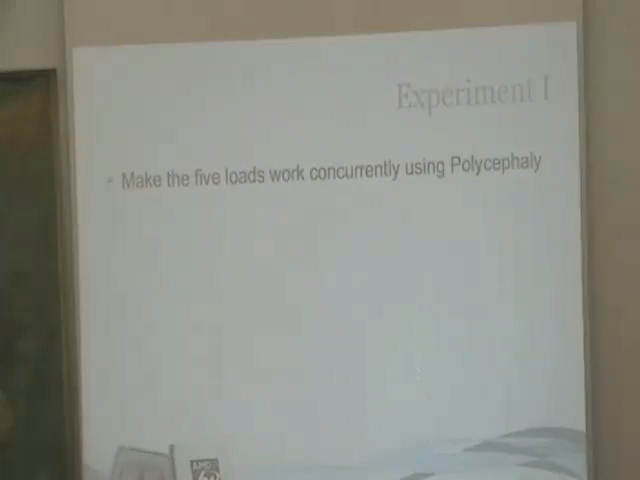 Experiment I
Make the five loads work concurrently using Polycephaly